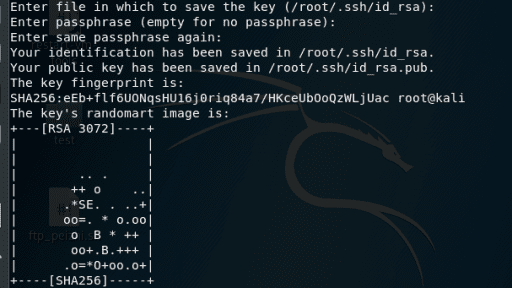 Enter file in which to save the key (/root/.ssh/id_rsa):
Enter passphrase (empty for no passphrase):
Enter same passphrase again:
Your identification has been saved in /root/.ssh/id_rsa.
Your public key has been saved in /root/.ssh/id_rsa.pub.
The key fingerprint is:
SHA256:eEb+flf6UONqsHU16j0riq84a7/HKceUbOoQzWLjUac root@kali
The key's randomart image is:
+---[RSA 3072]----+
|                 |
|                 |
|        .. .     |
|       ++ o    ..|
|      .*SE. . ..+|
|      oo=. * o.oo|
|       o  B * ++ |
|       oo+.B.+++ |
|      .o=*O+oo.o+|
+----[SHA256]-----+
test